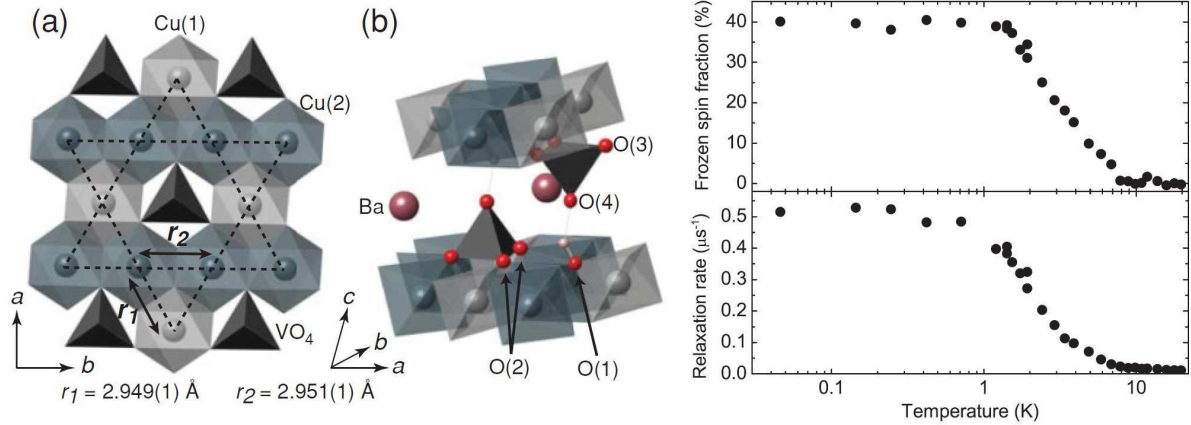 (a)
Cu(1)
Cu(2)
r2
r1
VO4
a
b
r1 = 2.949(1) Å r2 = 2.951(1) Å
(b)
O(3)
Ba
O(4)
c
b
a
O(2)
O(1)
Frozen spin fraction (%)
40
30
20
10
0
Relaxation rate (μs⁻¹)
0.5
0.4
0.3
0.2
0.1
0.0
0.1 1 10
Temperature (K)